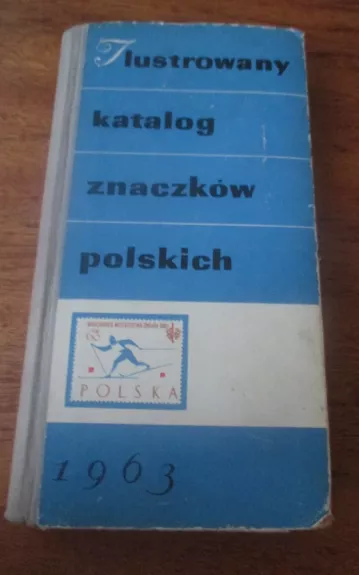 Ilustrowany
katalog
znaczków
polskich
POLSKA
1963